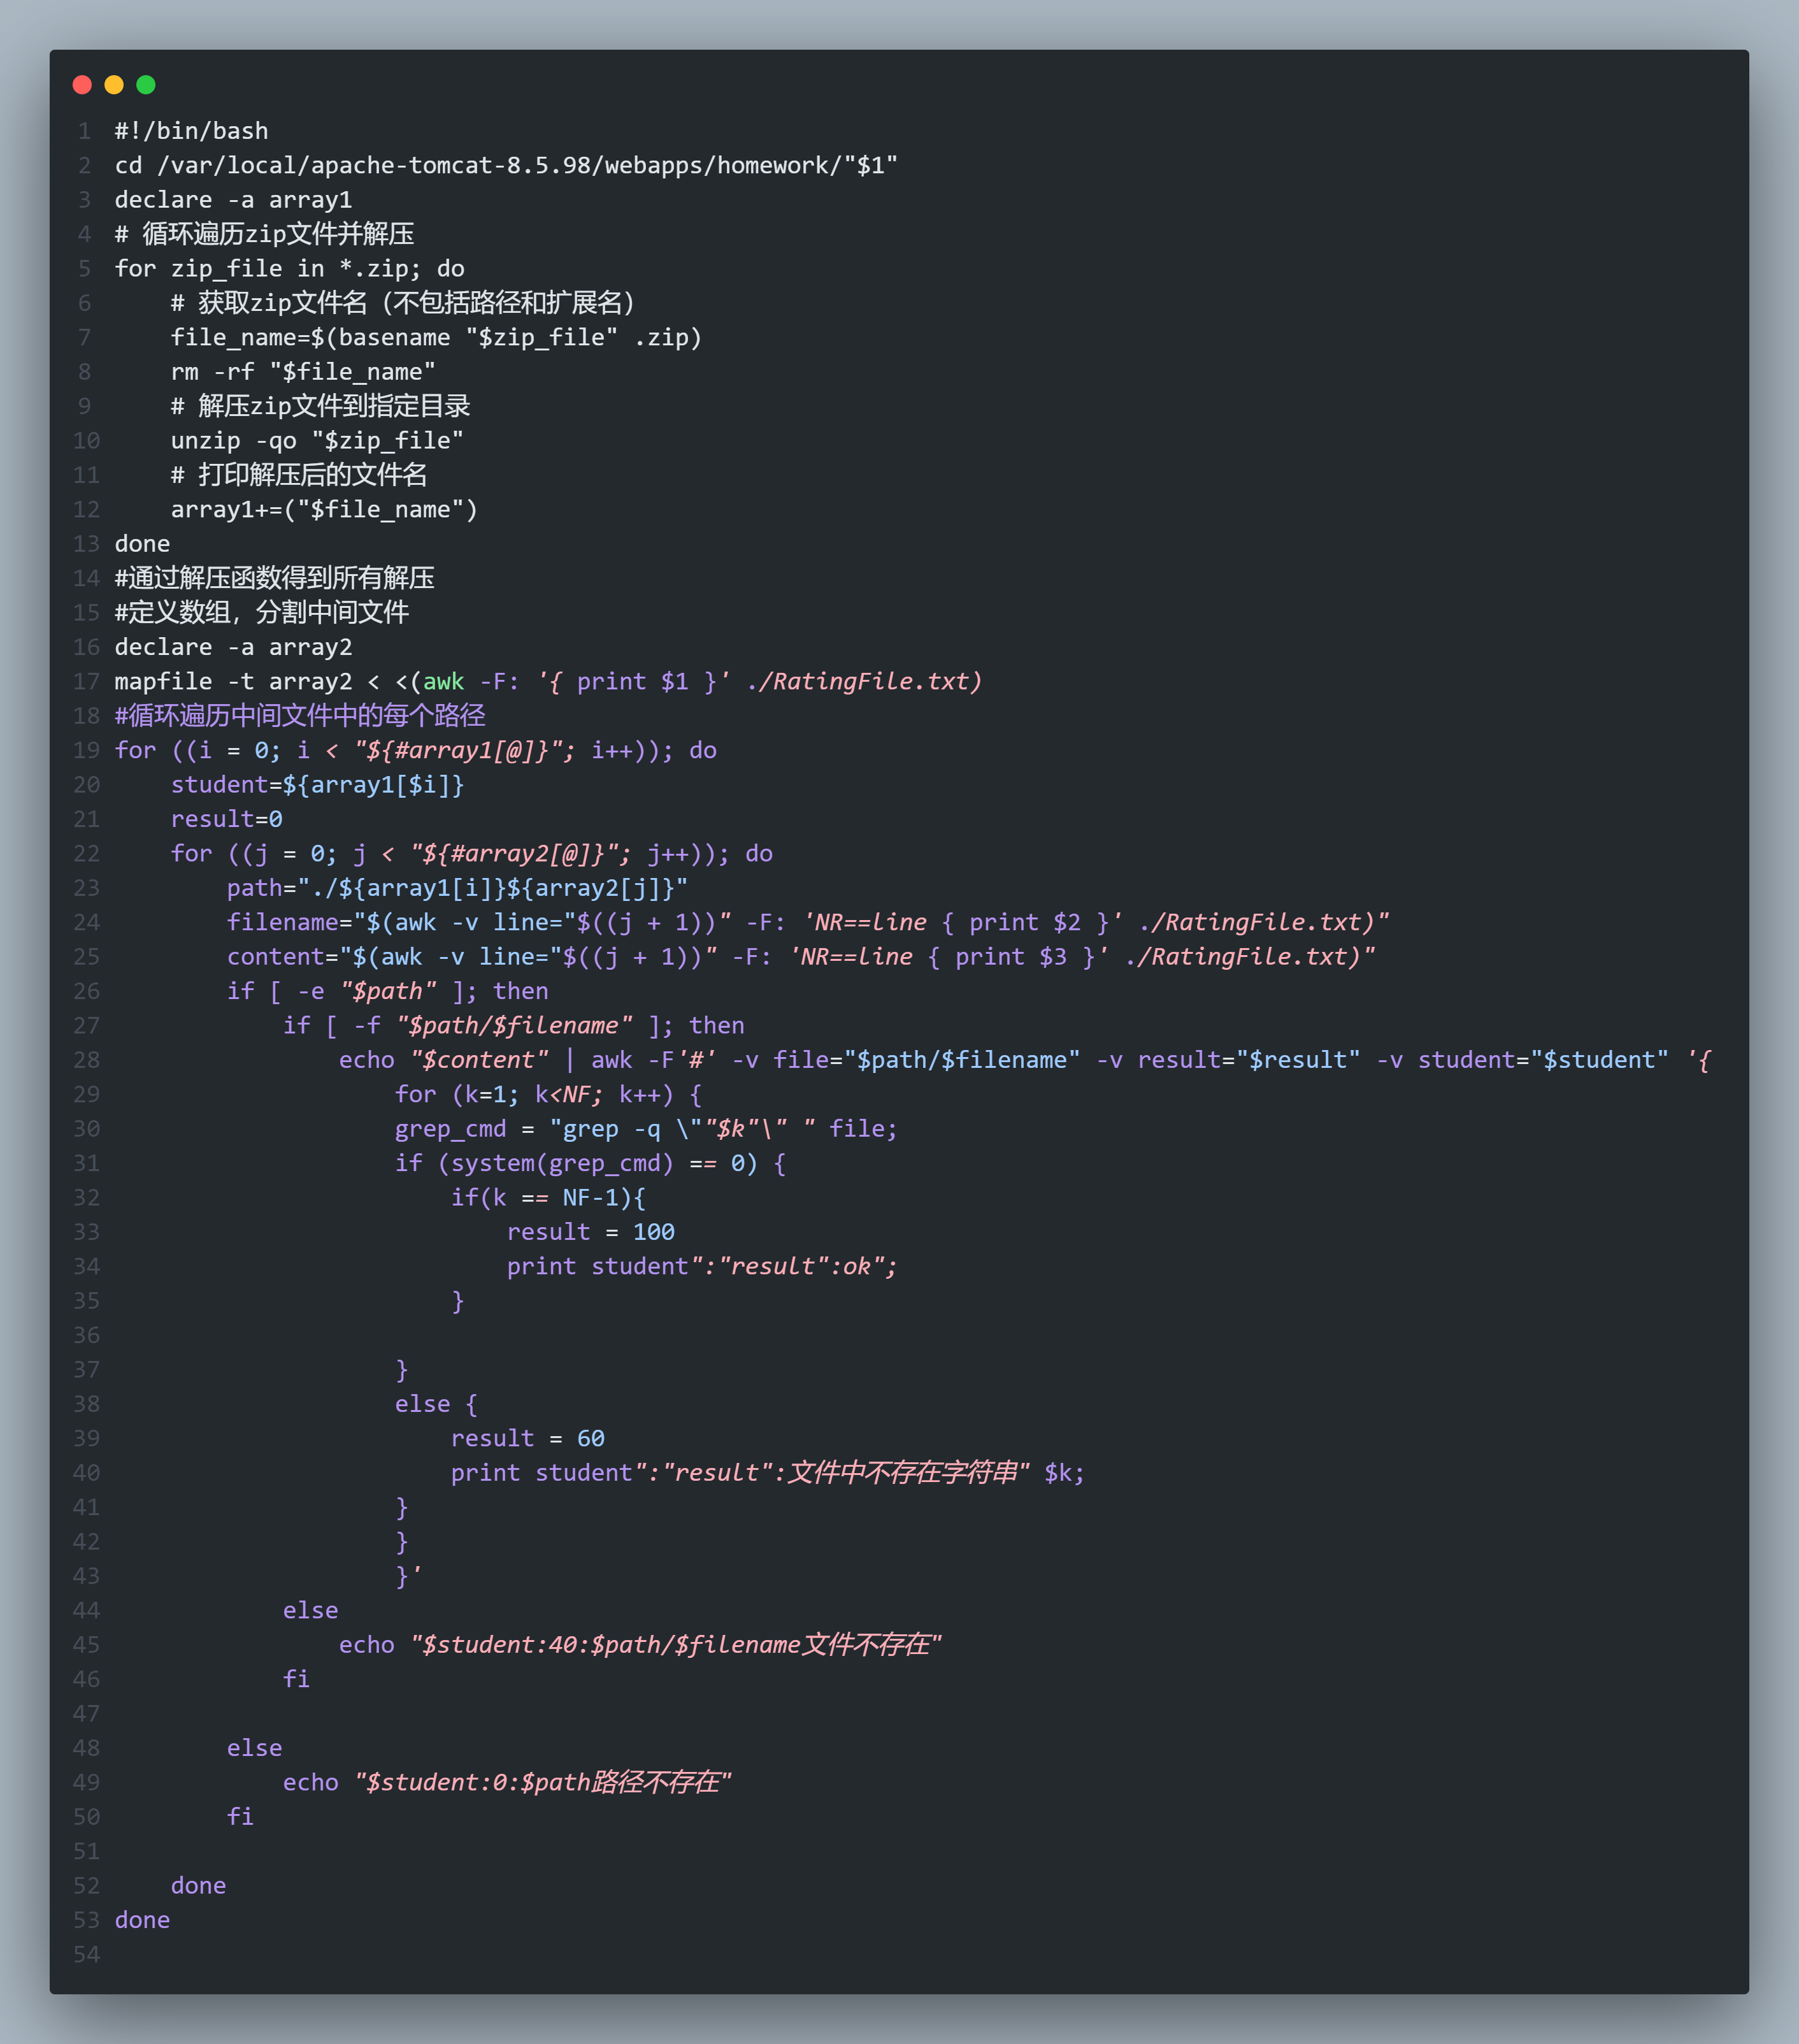 1 #!/bin/bash
2 cd /var/local/apache-tomcat-8.5.98/webapps/homework/"$1"
3 declare -a array1
4 # 循环遍历zip文件并解压
5 for zip_file in *.zip; do
6     # 获取zip文件名（不包括路径和扩展名）
7     file_name=$(basename "$zip_file" .zip)
8     rm -rf "$file_name"
9     # 解压zip文件到指定目录
10     unzip -qo "$zip_file"
11     # 打印解压后的文件名
12     array1+=("$file_name")
13 done
14 #通过解压函数得到所有解压
15 #定义数组，分割中间文件
16 declare -a array2
17 mapfile -t array2 < <(awk -F: '{ print $1 }' ./RatingFile.txt)
18 #循环遍历中间文件中的每个路径
19 for ((i = 0; i < "${#array1[@]}"; i++)); do
20     student=${array1[$i]}
21     result=0
22     for ((j = 0; j < "${#array2[@]}"; j++)); do
23         path="./${array1[i]}${array2[j]}"
24         filename="$(awk -v line="$((j + 1))" -F: 'NR==line { print $2 }' ./RatingFile.txt)"
25         content="$(awk -v line="$((j + 1))" -F: 'NR==line { print $3 }' ./RatingFile.txt)"
26         if [ -e "$path" ]; then
27             if [ -f "$path/$filename" ]; then
28                 echo "$content" | awk -F'#' -v file="$path/$filename" -v result="$result" -v student="$student" '{
29                     for (k=1; k<NF; k++) {
30                     grep_cmd = "grep -q \""$k"\" " file;
31                     if (system(grep_cmd) == 0) {
32                         if(k == NF-1){
33                             result = 100
34                             print student":"result":ok";
35                         }
36
37                     }
38                     else {
39                         result = 60
40                         print student":"result":文件中不存在字符串" $k;
41                     }
42                     }
43                     }'
44             else
45                 echo "$student:40:$path/$filename文件不存在"
46             fi
47
48         else
49             echo "$student:0:$path路径不存在"
50         fi
51
52     done
53 done
54